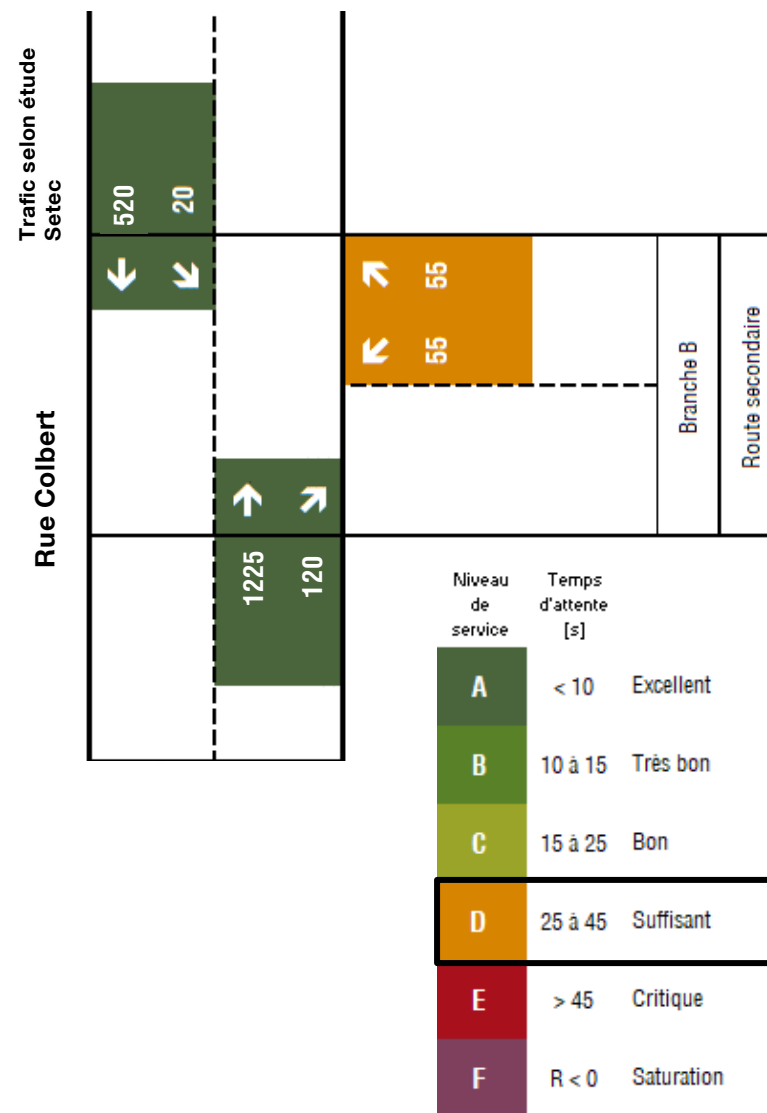 Trafic selon étude
Setec
520
20
55
55
Branche B
Route secondaire
Rue Colbert
1225
120
Niveau
de
service
Temps
d'attente
[s]
A < 10 Excellent
B 10 à 15 Très bon
C 15 à 25 Bon
D 25 à 45 Suffisant
E > 45 Critique
F R < 0 Saturation